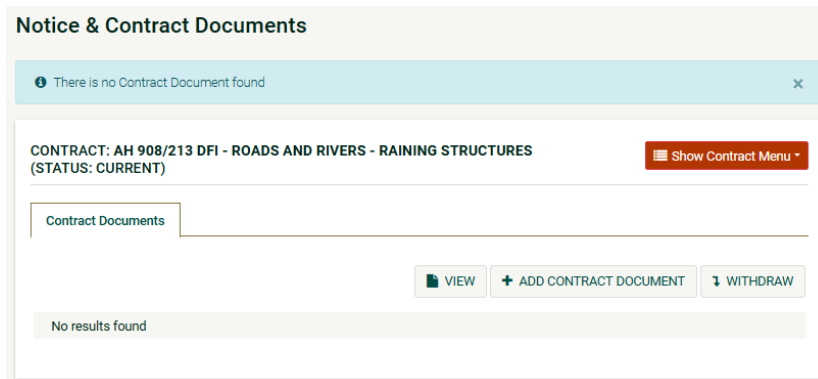 Notice & Contract Documents
There is no Contract Document found
×
CONTRACT: AH 908/213 DFI - ROADS AND RIVERS - RAINING STRUCTURES
(STATUS: CURRENT)
Show Contract Menu
Contract Documents
VIEW
ADD CONTRACT DOCUMENT
WITHDRAW
No results found